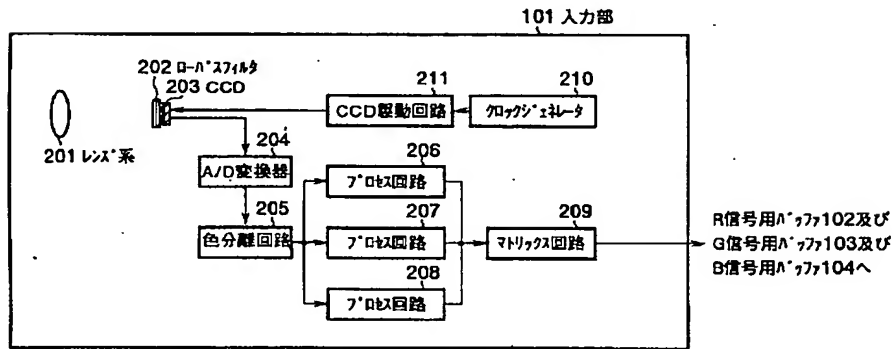 101 入力部
202 ローパスフィルタ
203 CCD
211
210
CCD駆動回路
クロックジェネレータ
201 レンズ系
204
A/D変換器
206
プロセス回路
205
色分離回路
207
プロセス回路
209
マトリックス回路
208
プロセス回路
R信号用バッファ102及び
G信号用バッファ103及び
B信号用バッファ104へ